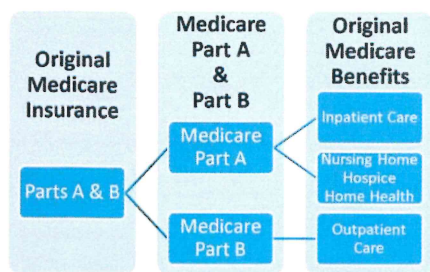 Original
Medicare
Insurance
Parts A & B
Medicare
Part A
&
Part B
Medicare
Part A
Medicare
Part B
Original
Medicare
Benefits
Inpatient Care
Nursing Home
Hospice
Home Health
Outpatient
Care